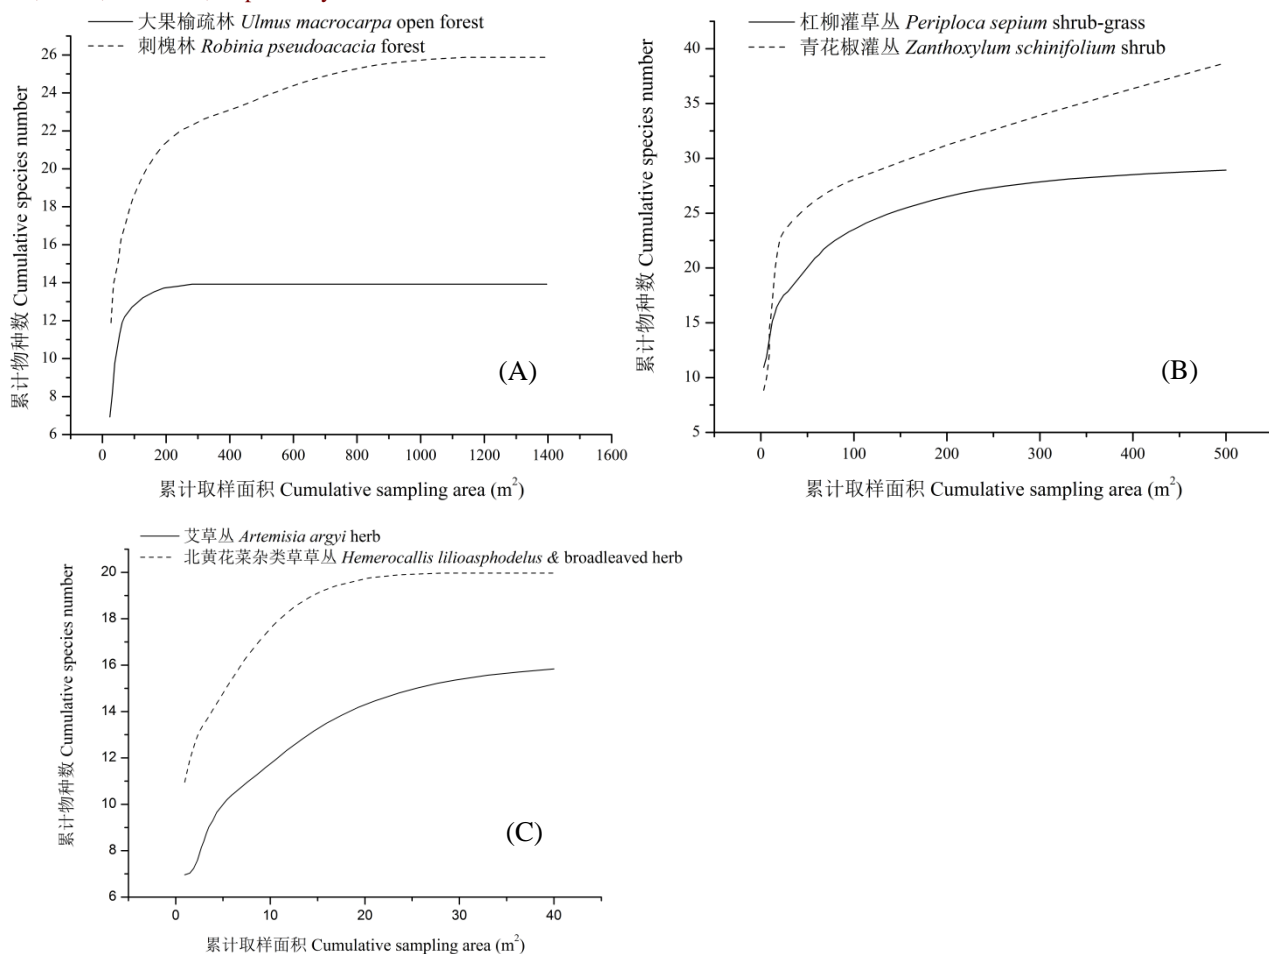 大果榆疏林 Ulmus macrocarpa open forest
刺槐林 Robinia pseudoacacia forest
26
24
22
20
18
16
14
12
10
8
6
累计物种数 Cumulative species number
(A)
0 200 400 600 800 1000 1200 1400 1600
累计取样面积 Cumulative sampling area (m2)
杠柳灌草丛 Periploca sepium shrub-grass
青花椒灌丛 Zanthoxylum schinifolium shrub
40
35
30
25
20
15
10
5
累计物种数 Cumulative species number
(B)
0 100 200 300 400 500
累计取样面积 Cumulative sampling area (m2)
艾草丛 Artemisia argyi herb
北黄花菜杂类草草丛 Hemerocallis lilioasphodelus & broadleaved herb
20
18
16
14
12
10
8
6
累计物种数 Cumulative species number
(C)
0 10 20 30 40
累计取样面积 Cumulative sampling area (m2)